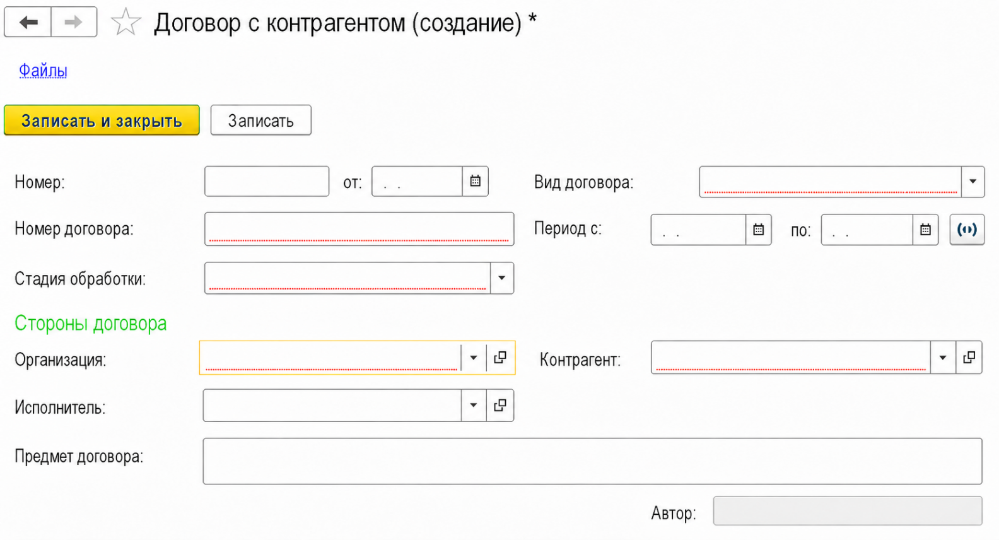 Договор с контрагентом (создание) *
Файлы
Записать и закрыть Записать
Номер: от: . . Вид договора:
Номер договора: Период с: . . по: . .
Стадия обработки:
Стороны договора
Организация: Контрагент:
Исполнитель:
Предмет договора:
Автор: